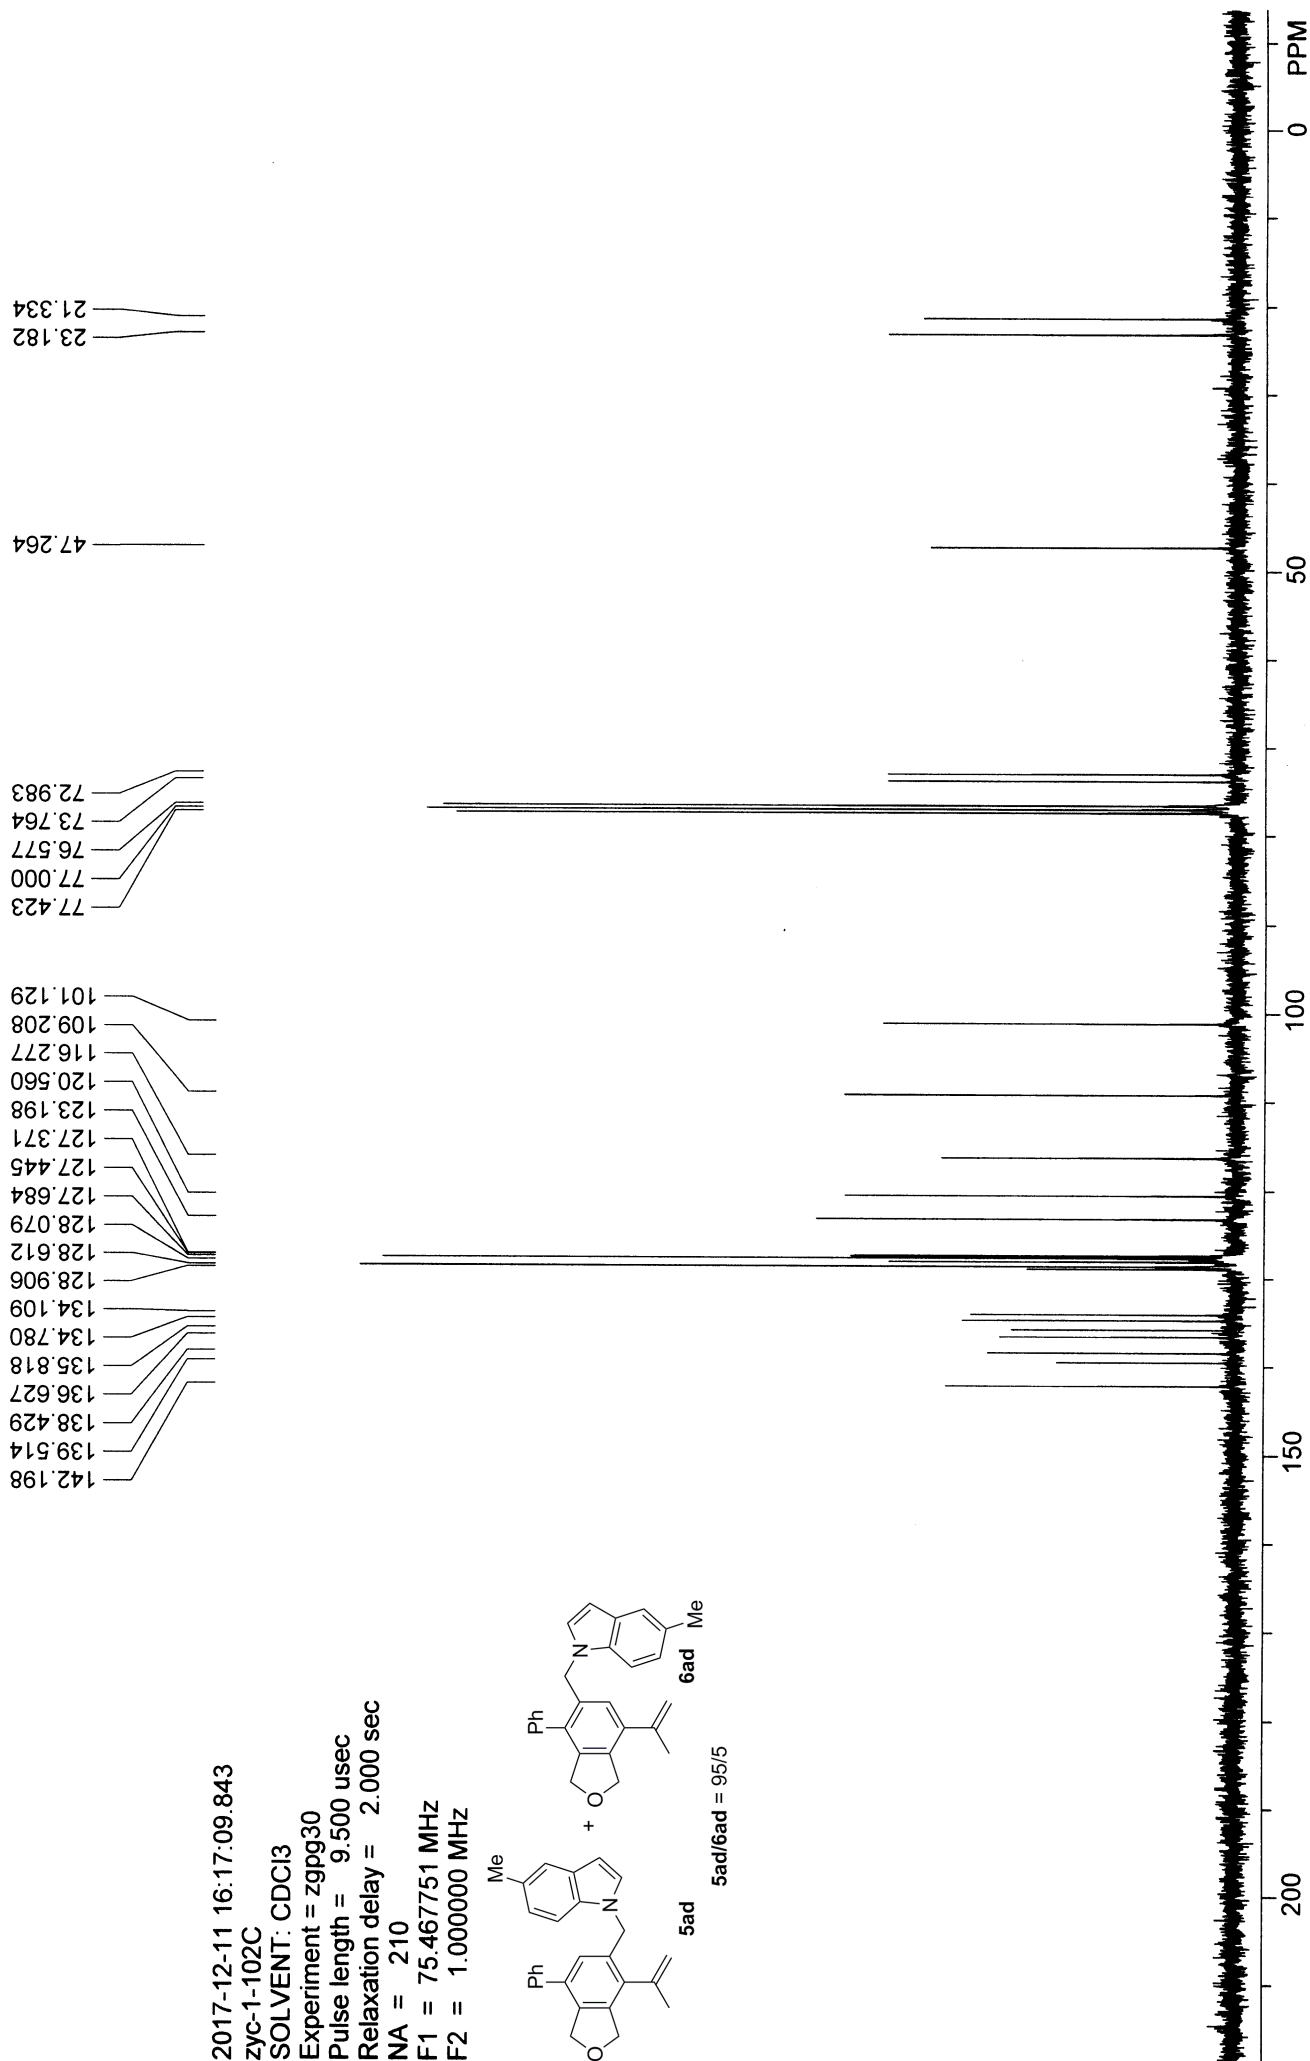 2017-12-11 16:17:09.843
zyc-1-102C
SOLVENT: CDCl3
Experiment = zgpg30
Pulse length = 9.500 usec
Relaxation delay = 2.000 sec
NA = 210
F1 = 75.467751 MHz
F2 = 1.000000 MHz
Me
Ph
N
O
5ad
+
Ph
N
O
Me
6ad
5ad/6ad = 95/5
142.198
139.514
138.429
136.627
135.818
134.780
134.109
128.906
128.612
128.079
127.684
127.445
127.371
123.198
120.560
116.277
109.208
101.129
77.423
77.000
76.577
73.764
72.983
47.264
23.182
21.334
200
150
100
50
0
PPM